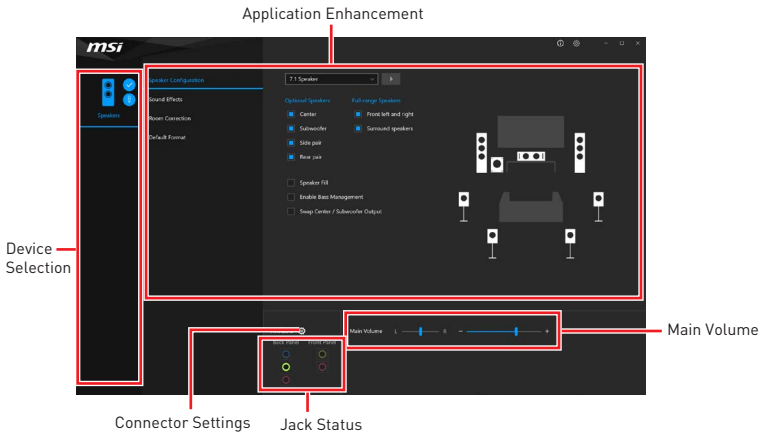 Application Enhancement
msi
Speakers
Speaker Configuration
Sound Effects
Room Correction
Default Format
7.1 Speaker
Optional Speakers
Full-range Speakers
Center
Front left and right
Subwoofer
Surround speakers
Side pair
Rear pair
Speaker Fill
Enable Bass Management
Swap Center / Subwoofer Output
Device
Selection
Main Volume L R - +
Main Volume
Back Panel
Front Panel
Connector Settings
Jack Status